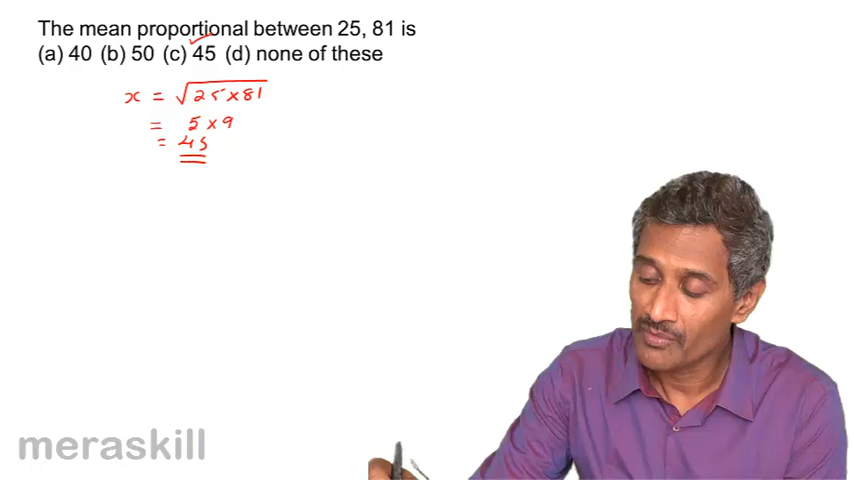 The mean proportional between 25, 81 is
(a) 40 (b) 50 (c) 45 (d) none of these
x = √25×81
= 5 × 9
= 45
meraskill